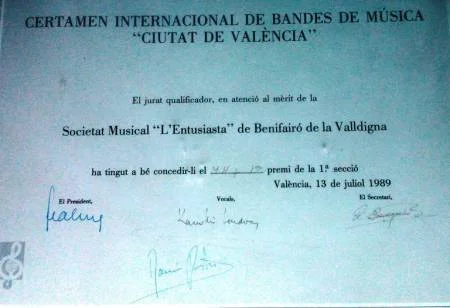 CERTAMEN INTERNACIONAL DE BANDES DE MÚSICA
“CIUTAT DE VALÈNCIA”
El jurat qualificador, en atenció al mèrit de la
Societat Musical “L'Entusiasta” de Benifairó de la Valldigna
ha tingut a bé concedir-li el premi de la 1ª secció
València, 13 de juliol 1989
El President, Vocals, El Secretari,